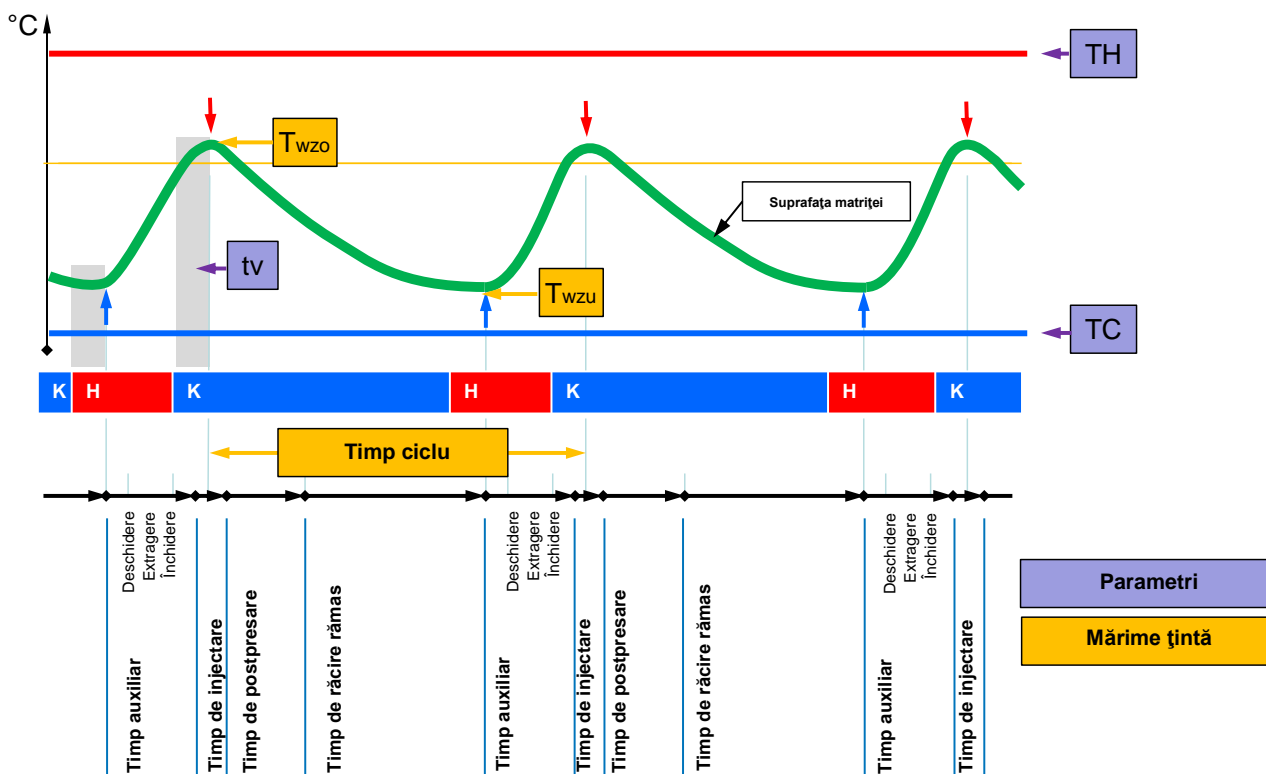 °C
TH
Twzo
Suprafaţa matriţei
tv
Twzu
TC
K H K H K H K
Timp ciclu
Deschidere
Extragere
Închidere
Deschidere
Extragere
Închidere
Deschidere
Extragere
Închidere
Timp auxiliar
Timp de injectare
Timp de postpresare
Timp de răcire rămas
Timp auxiliar
Timp de injectare
Timp de postpresare
Timp de răcire rămas
Timp auxiliar
Timp de injectare
Parametri
Mărime ţintă